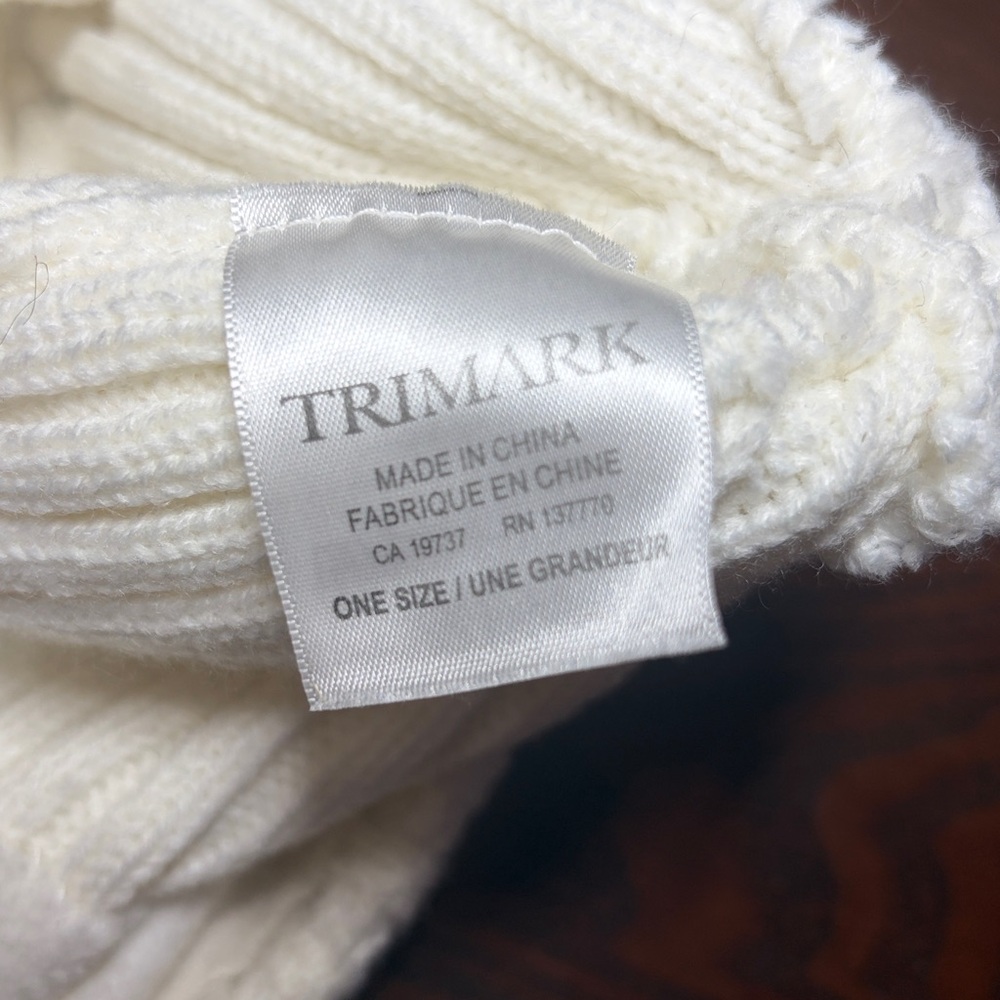 TRIMARK
MADE IN CHINA
FABRIQUE EN CHINE
CA 19737 RN 137770
ONE SIZE / UNE GRANDEUR